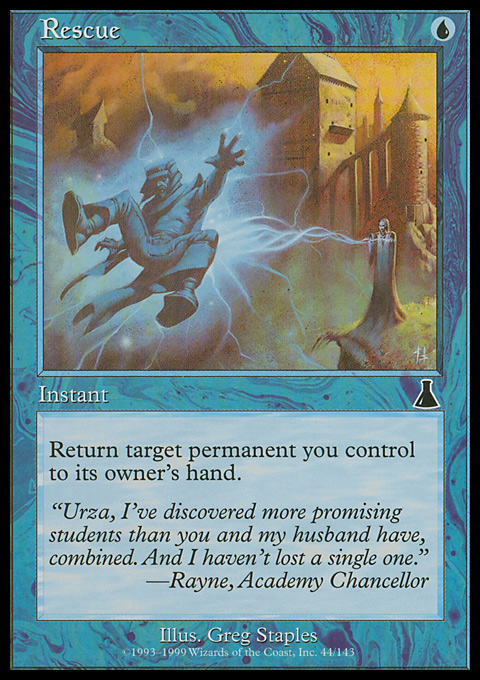 Rescue
Instant
Return target permanent you control
to its owner's hand.
“Urza, I've discovered more promising
students than you and my husband have,
combined. And I haven't lost a single one.”
—Rayne, Academy Chancellor
Illus. Greg Staples
©1993–1999 Wizards of the Coast, Inc. 44/143